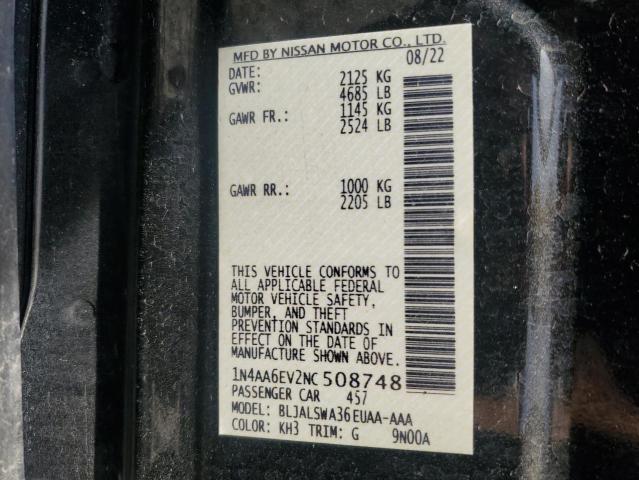 MFD BY NISSAN MOTOR CO., LTD.
DATE: 08/22
GVWR: 2125 KG
4685 LB
GAWR FR.: 1145 KG
2524 LB
GAWR RR.: 1000 KG
2205 LB
THIS VEHICLE CONFORMS TO
ALL APPLICABLE FEDERAL
MOTOR VEHICLE SAFETY,
BUMPER, AND THEFT
PREVENTION STANDARDS IN
EFFECT ON THE DATE OF
MANUFACTURE SHOWN ABOVE.
1N4AA6EV2NC508748
PASSENGER CAR 457
MODEL: BLJALSWA36EUAA-AAA
COLOR: KH3 TRIM: G 9N00A